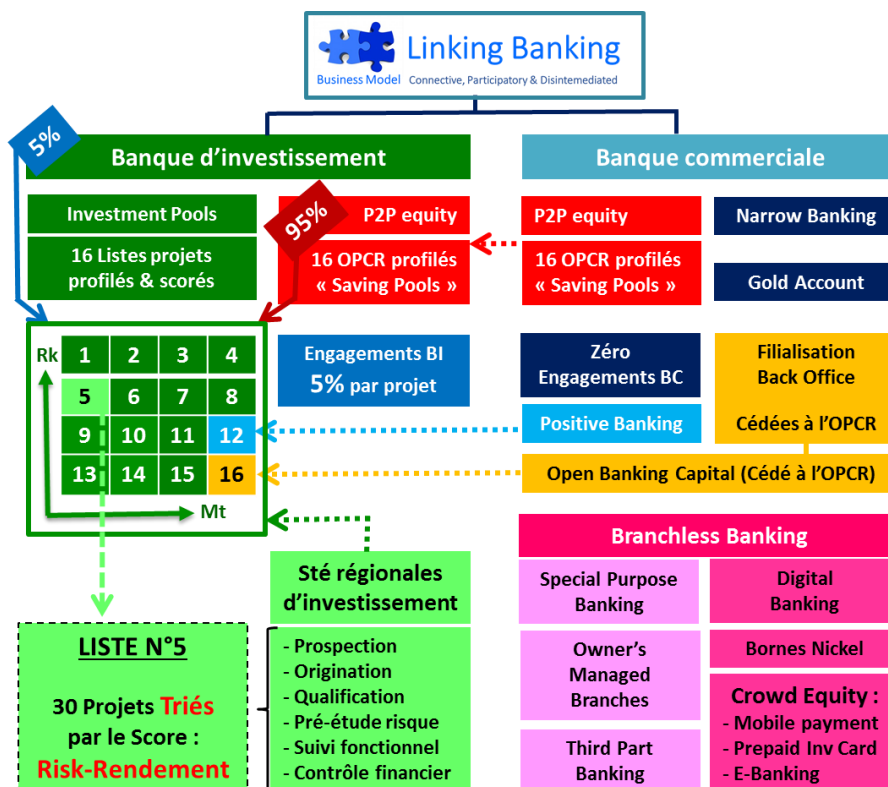 Linking Banking
Business Model Connective, Participatory & Disintemediated
5%
Banque d'investissement
Banque commerciale
Investment Pools
95%
P2P equity
P2P equity
Narrow Banking
16 Listes projets
profilés & scorés
16 OPCR profilés
« Saving Pools »
16 OPCR profilés
« Saving Pools »
Gold Account
Rk
1 2 3 4
5 6 7 8
9 10 11 12
13 14 15 16
Mt
Engagements BI
5% par projet
Zéro
Engagements BC
Filialisation
Back Office
Cédées à l'OPCR
Positive Banking
Open Banking Capital (Cédé à l'OPCR)
Sté régionales
d'investissement
- Prospection
- Origination
- Qualification
- Pré-étude risque
- Suivi fonctionnel
- Contrôle financier
LISTE N°5
30 Projets Triés
par le Score :
Risk-Rendement
Branchless Banking
Special Purpose
Banking
Digital
Banking
Owner's
Managed
Branches
Bornes Nickel
Third Part
Banking
Crowd Equity :
- Mobile payment
- Prepaid Inv Card
- E-Banking